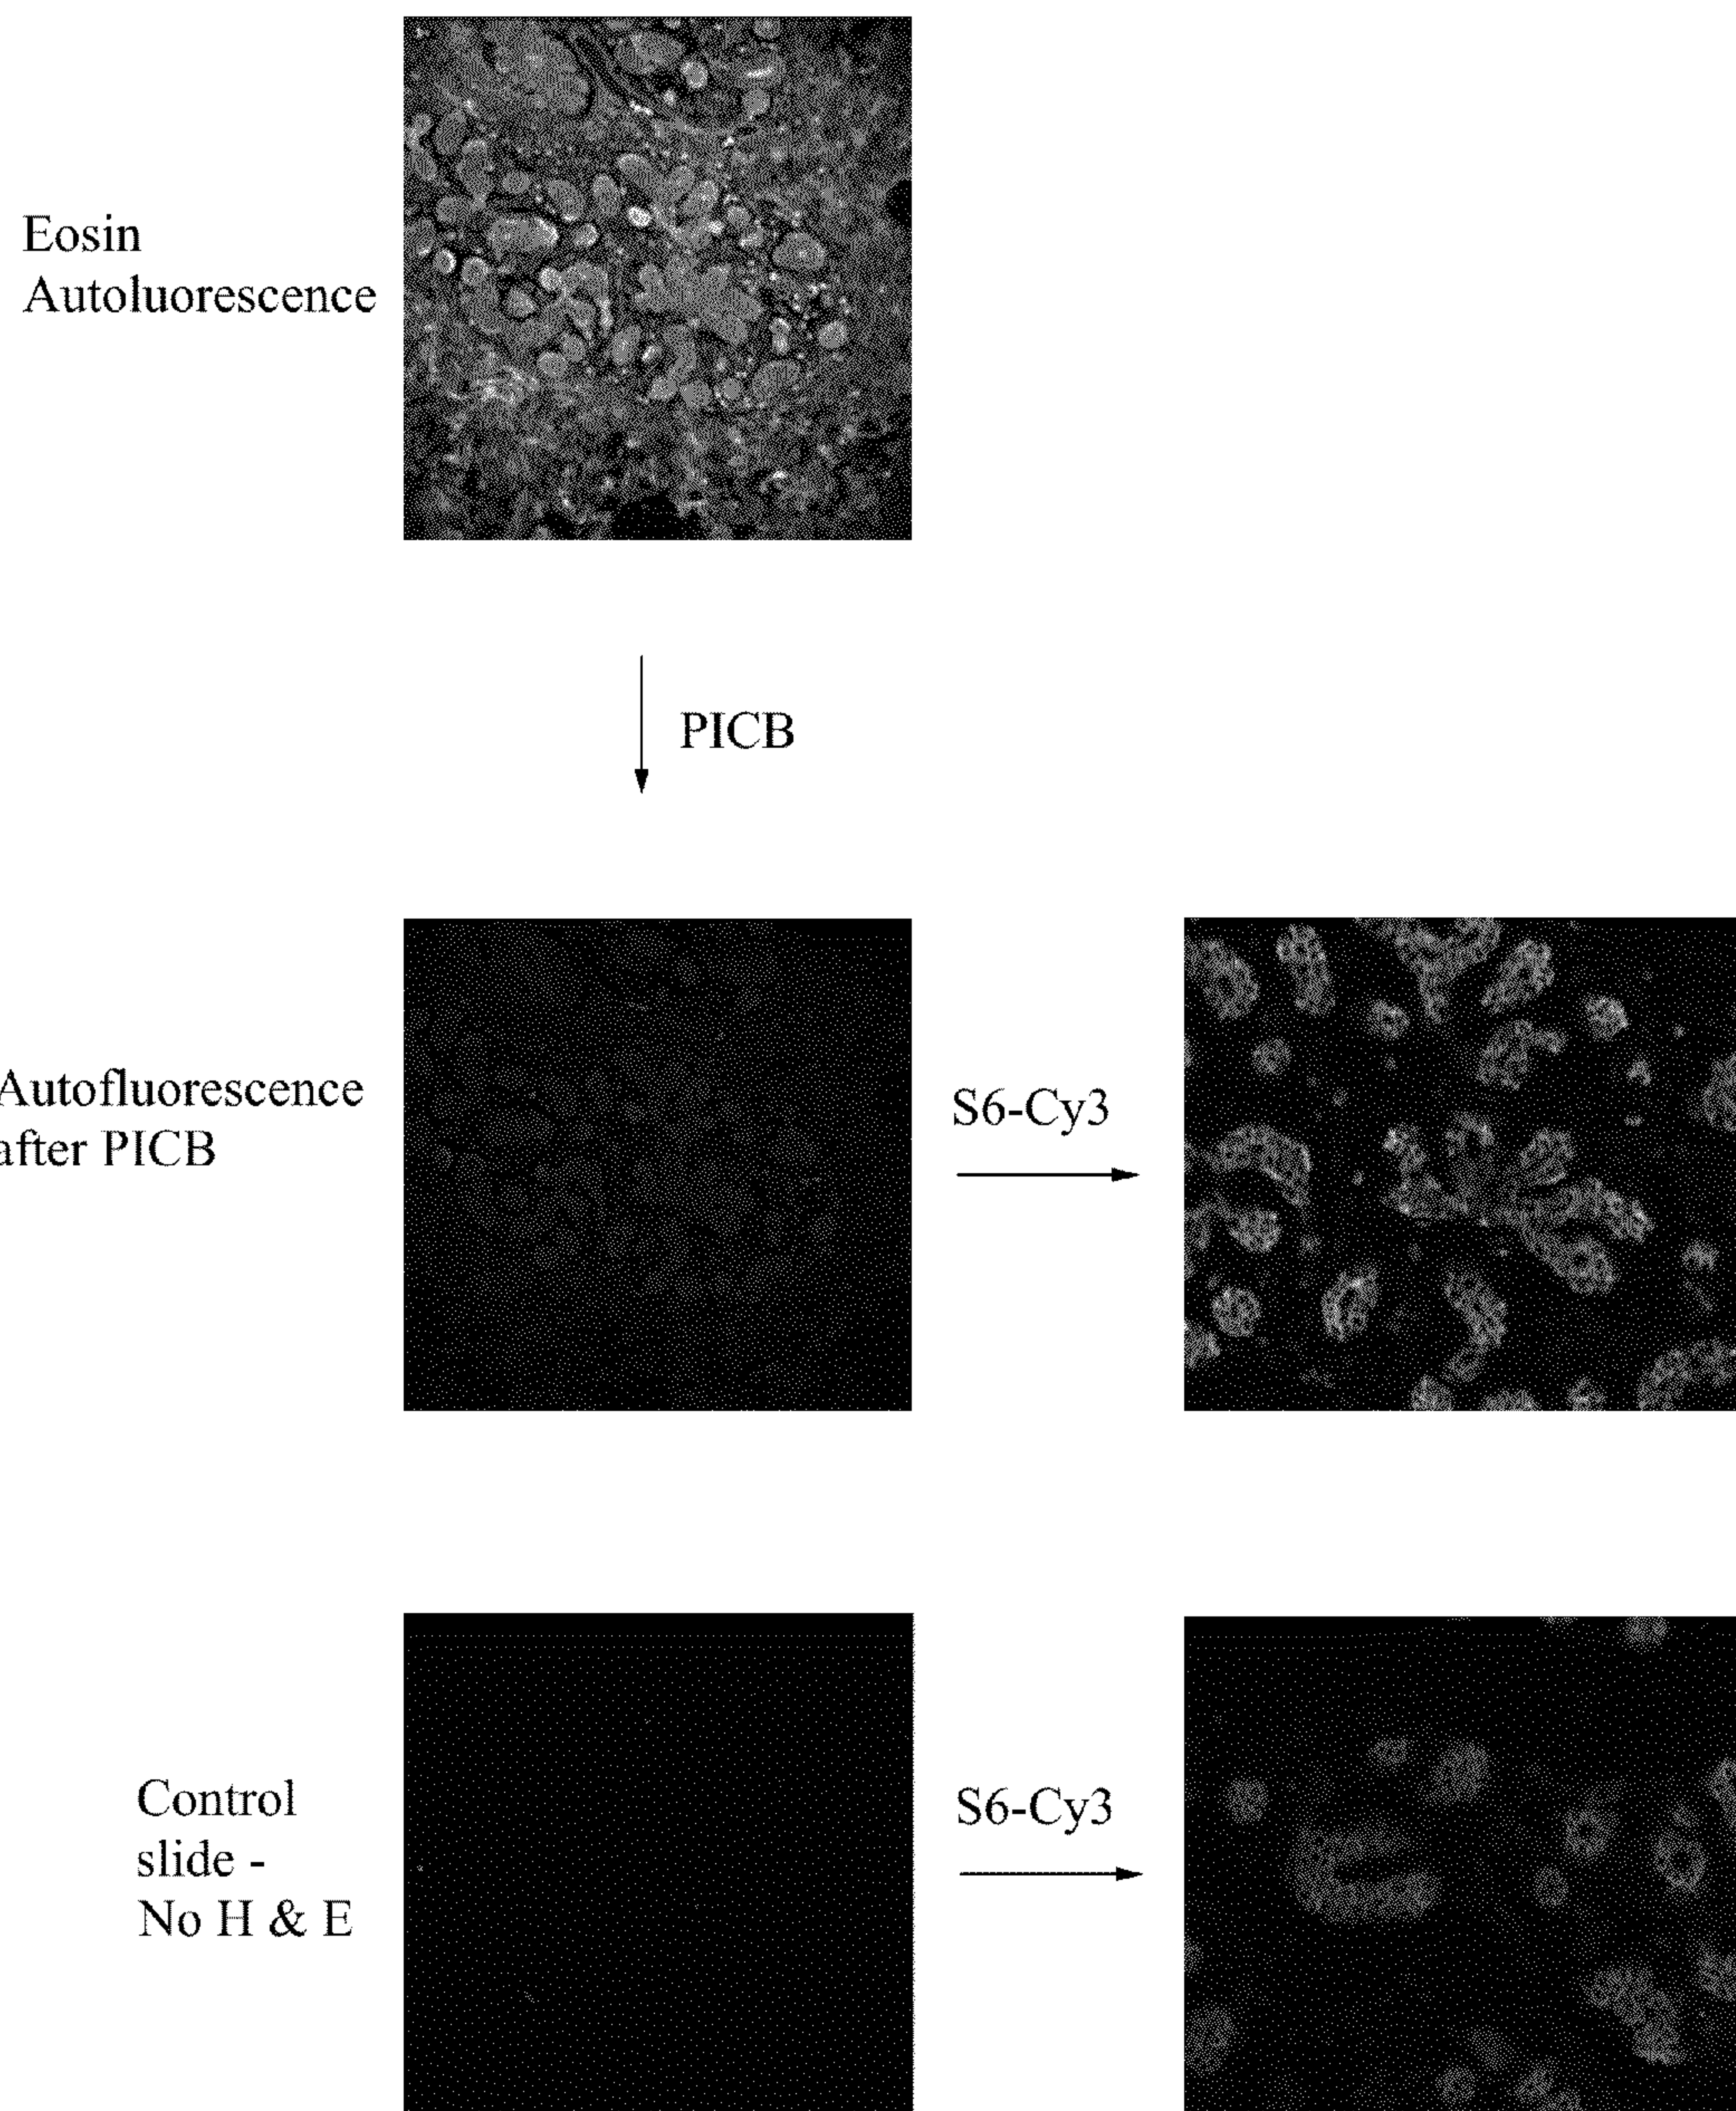 Eosin
Autoluorescence
PICB
Autofluorescence
after PICB
S6-Cy3
Control
slide -
No H & E
S6-Cy3